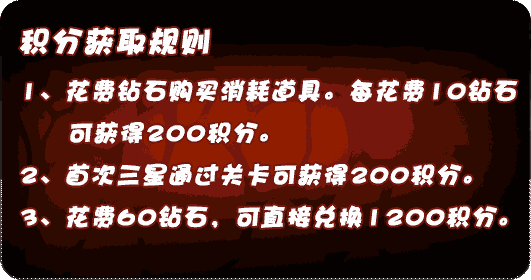 积分获取规则
1、花费钻石购买消耗道具。每花费10钻石
可获得200积分。
2、首次三星通过关卡可获得200积分。
3、花费60钻石，可直接兑换1200积分。